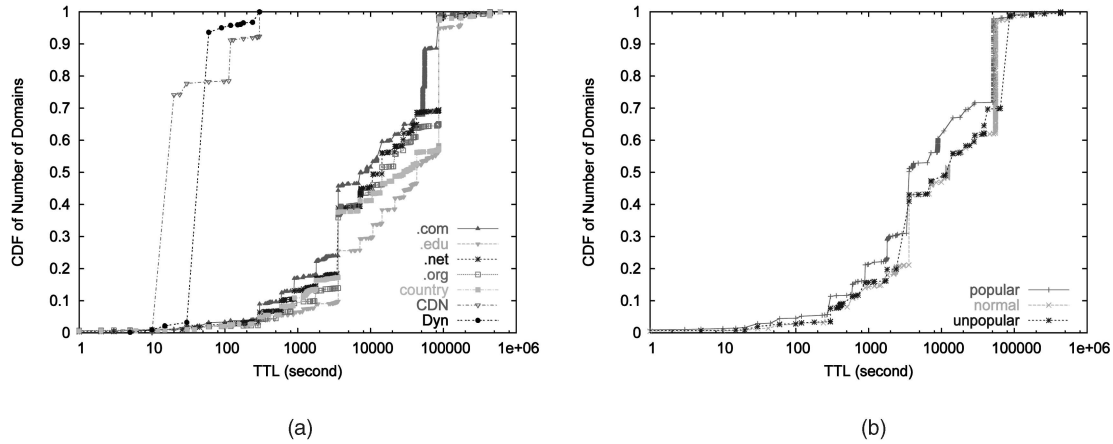 CDF of Number of Domains
1
0.9
0.8
0.7
0.6
0.5
0.4
0.3
0.2
0.1
0
.com
.edu
.net
.org
country
CDN
Dyn
1 10 100 1000 10000 100000 1e+06
TTL (second)
(a)
CDF of Number of Domains
1
0.9
0.8
0.7
0.6
0.5
0.4
0.3
0.2
0.1
0
popular
normal
unpopular
1 10 100 1000 10000 100000 1e+06
TTL (second)
(b)